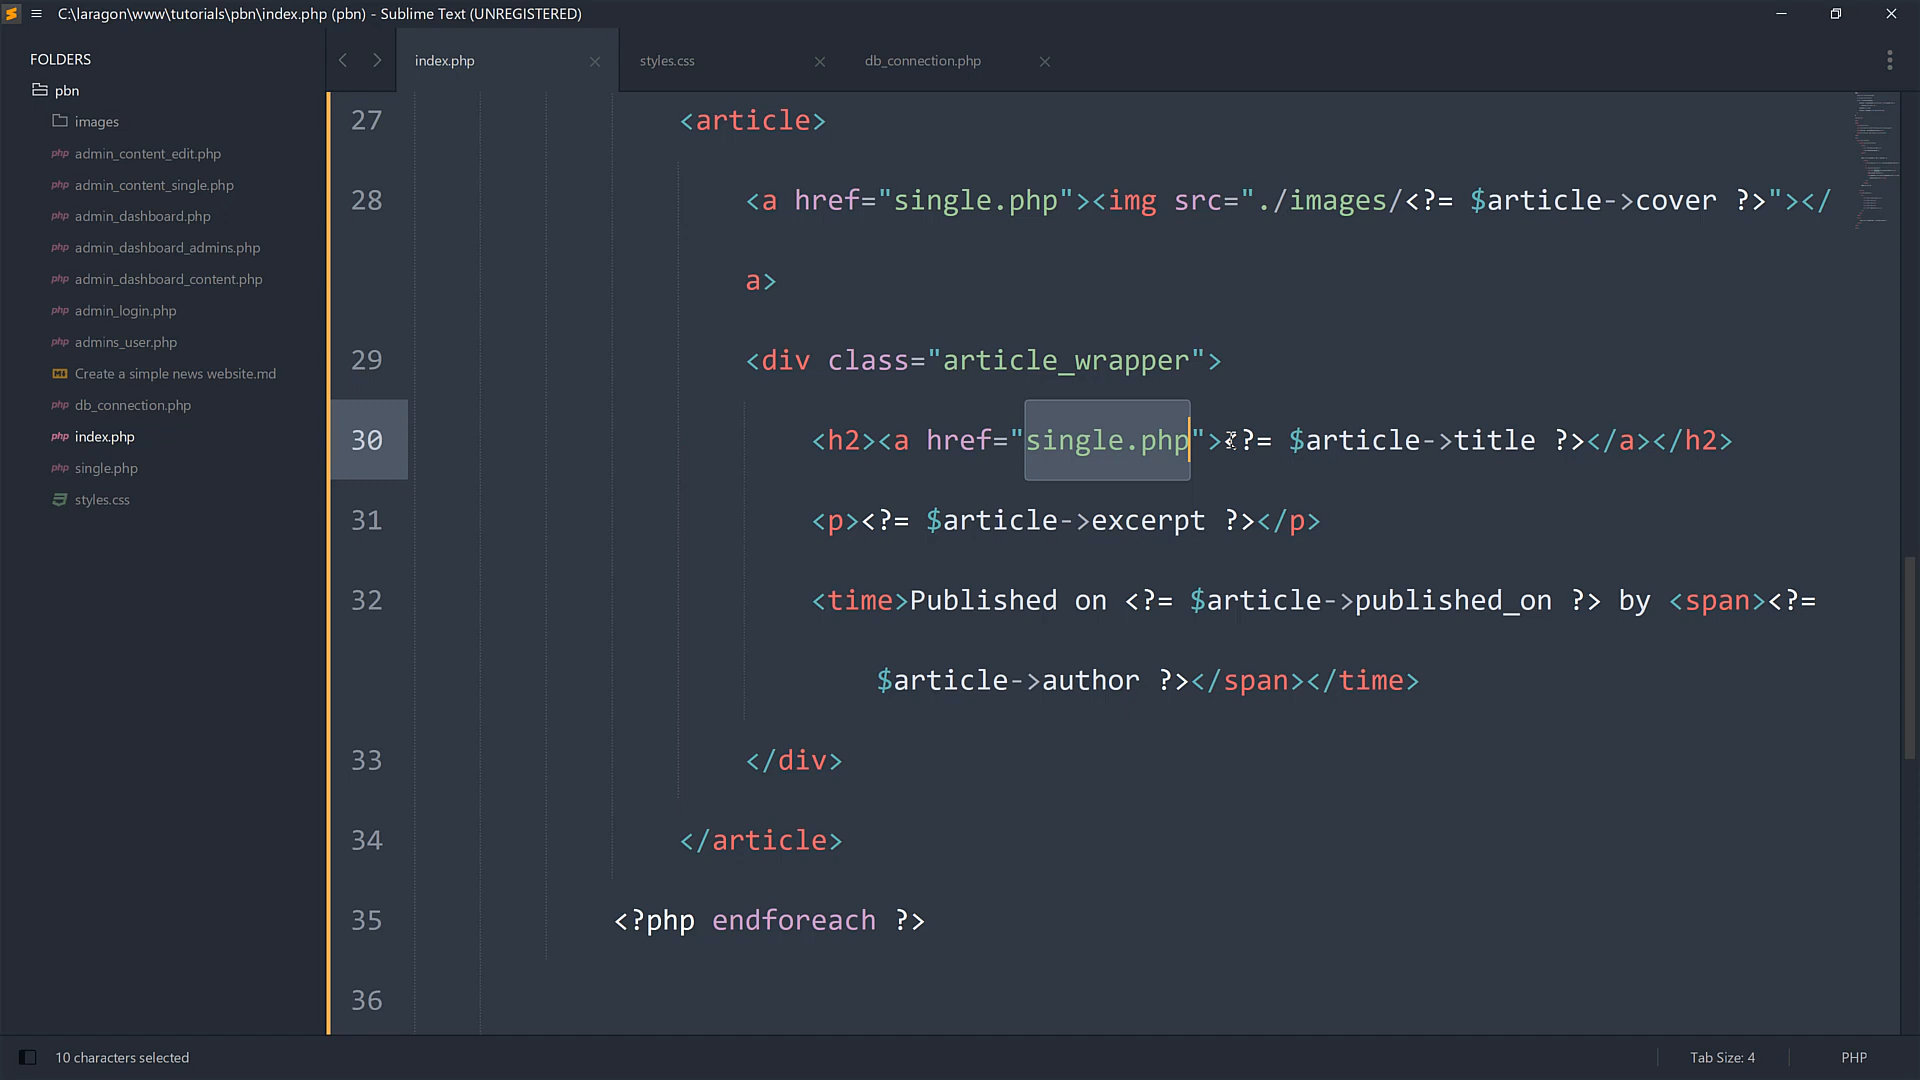 C:\laragon\www\tutorials\pbn\index.php (pbn) - Sublime Text (UNREGISTERED)
FOLDERS
pbn
images
php admin_content_edit.php
php admin_content_single.php
php admin_dashboard.php
php admin_dashboard_admins.php
php admin_dashboard_content.php
php admin_login.php
php admins_user.php
Create a simple news website.md
php db_connection.php
php index.php
php single.php
styles.css
index.php
styles.css
db_connection.php
27 <article>
28 <a href="single.php"><img src="./images/<?= $article->cover ?>"></
a>
29 <div class="article_wrapper">
30 <h2><a href="single.php"><?= $article->title ?></a></h2>
31 <p><?= $article->excerpt ?></p>
32 <time>Published on <?= $article->published_on ?> by <span><?=
$article->author ?></span></time>
33 </div>
34 </article>
35 <?php endforeach ?>
36
10 characters selected
Tab Size: 4
PHP